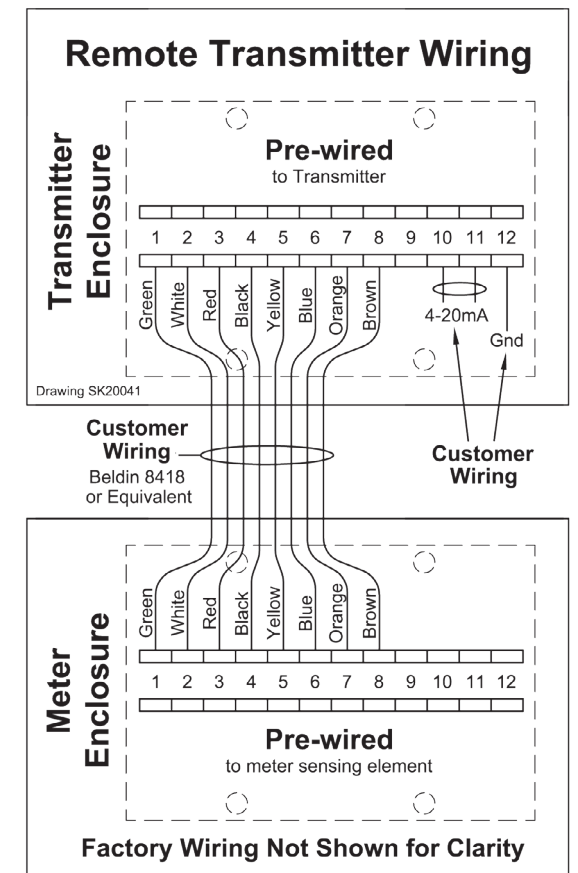 Remote Transmitter Wiring
Transmitter
Enclosure
Pre-wired
to Transmitter
1 2 3 4 5 6 7 8 9 10 11 12
Green White Red Black Yellow Blue Orange Brown
4-20mA
Gnd
Drawing SK20041
Customer
Wiring
Beldin 8418
or Equivalent
Customer
Wiring
Meter
Enclosure
Green White Red Black Yellow Blue Orange Brown
1 2 3 4 5 6 7 8 9 10 11 12
Pre-wired
to meter sensing element
Factory Wiring Not Shown for Clarity